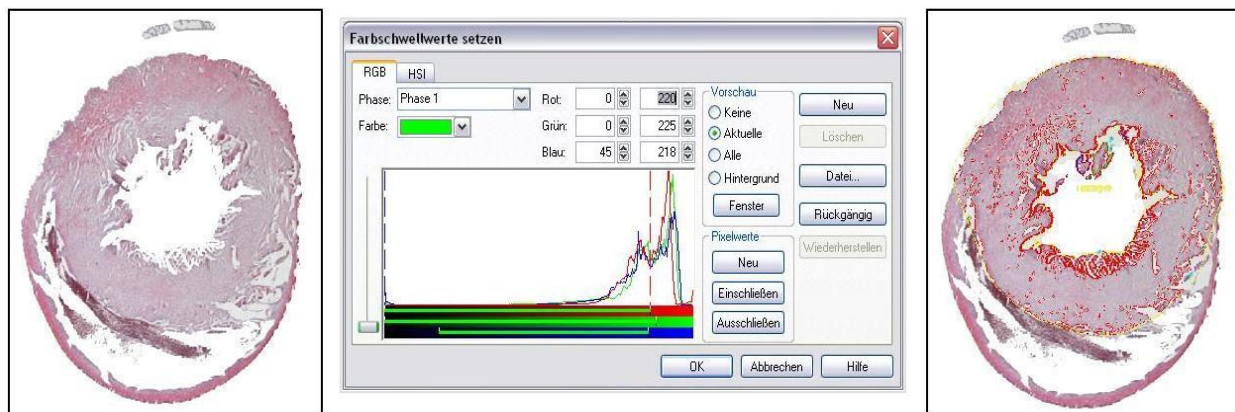 Farbschwellwerte setzen
RGB HSI
Phase: Phase 1
Farbe:
Rot: 0 220
Grün: 0 225
Blau: 45 218
Vorschau
Keine
Aktuelle
Alle
Hintergrund
Fenster
Pixelwerte
Neu
Einschließen
Ausschließen
Neu
Löschen
Datei...
Rückgängig
Wiederherstellen
OK Abbrechen Hilfe